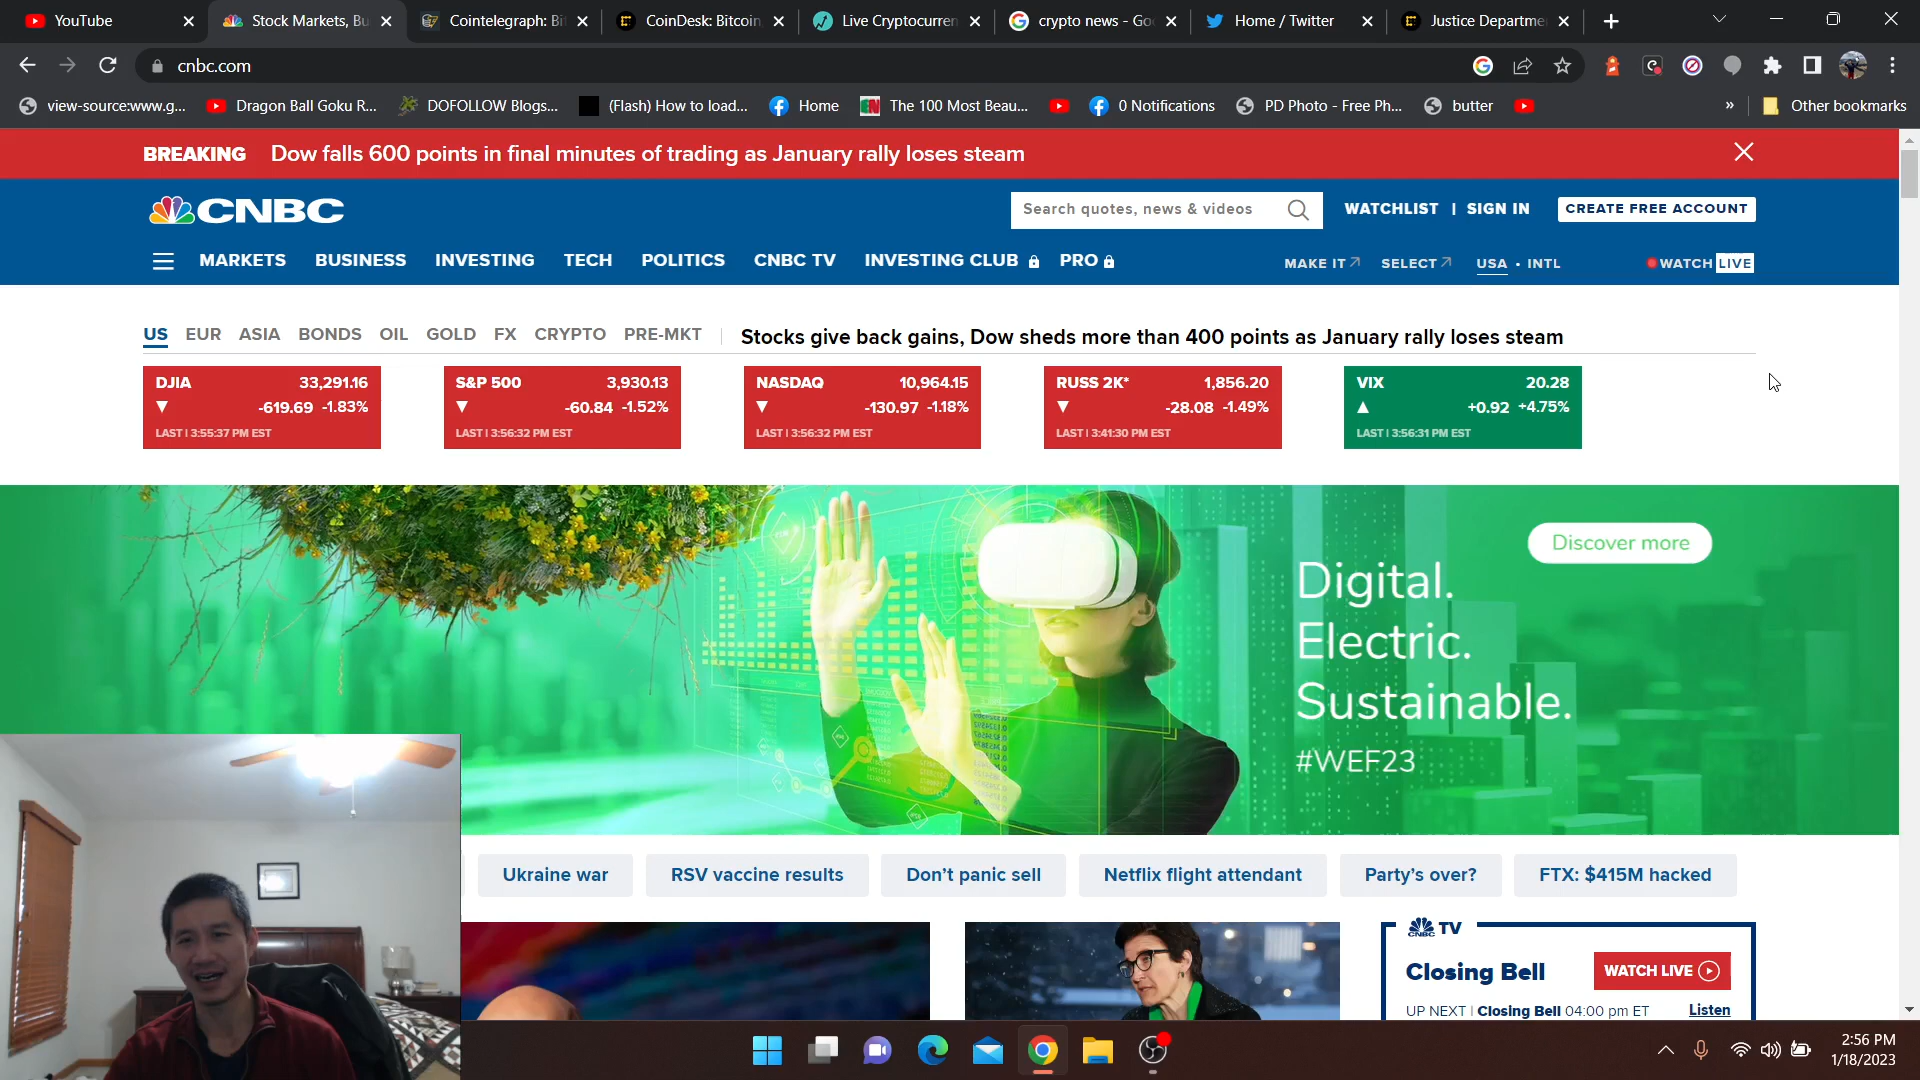 YouTube
Stock Markets, Bu
Cointelegraph: Bi
CoinDesk: Bitcoin,
Live Cryptocurren
crypto news - Goo
Home / Twitter
Justice Departme
cnbc.com
view-source:www.g...
Dragon Ball Goku R...
DOFOLLOW Blogs...
(Flash) How to load...
Home
The 100 Most Beau...
0 Notifications
PD Photo - Free Ph...
butter
»
Other bookmarks
BREAKING Dow falls 600 points in final minutes of trading as January rally loses steam
CNBC
Search quotes, news & videos
WATCHLIST | SIGN IN
CREATE FREE ACCOUNT
MARKETS BUSINESS INVESTING TECH POLITICS CNBC TV INVESTING CLUB PRO
MAKE IT SELECT USA • INTL
WATCH LIVE
US EUR ASIA BONDS OIL GOLD FX CRYPTO PRE-MKT
Stocks give back gains, Dow sheds more than 400 points as January rally loses steam
DJIA 33,291.16
-619.69 -1.83%
LAST | 3:55:37 PM EST
S&P 500 3,930.13
-60.84 -1.52%
LAST | 3:56:32 PM EST
NASDAQ 10,964.15
-130.97 -1.18%
LAST | 3:56:32 PM EST
RUSS 2K* 1,856.20
-28.08 -1.49%
LAST | 3:41:30 PM EST
VIX 20.28
+0.92 +4.75%
LAST | 3:56:31 PM EST
Discover more
Digital.
Electric.
Sustainable.
#WEF23
Ukraine war
RSV vaccine results
Don't panic sell
Netflix flight attendant
Party's over?
FTX: $415M hacked
CNBC TV
Closing Bell
WATCH LIVE
UP NEXT | Closing Bell 04:00 pm ET
Listen
2:56 PM
1/18/2023